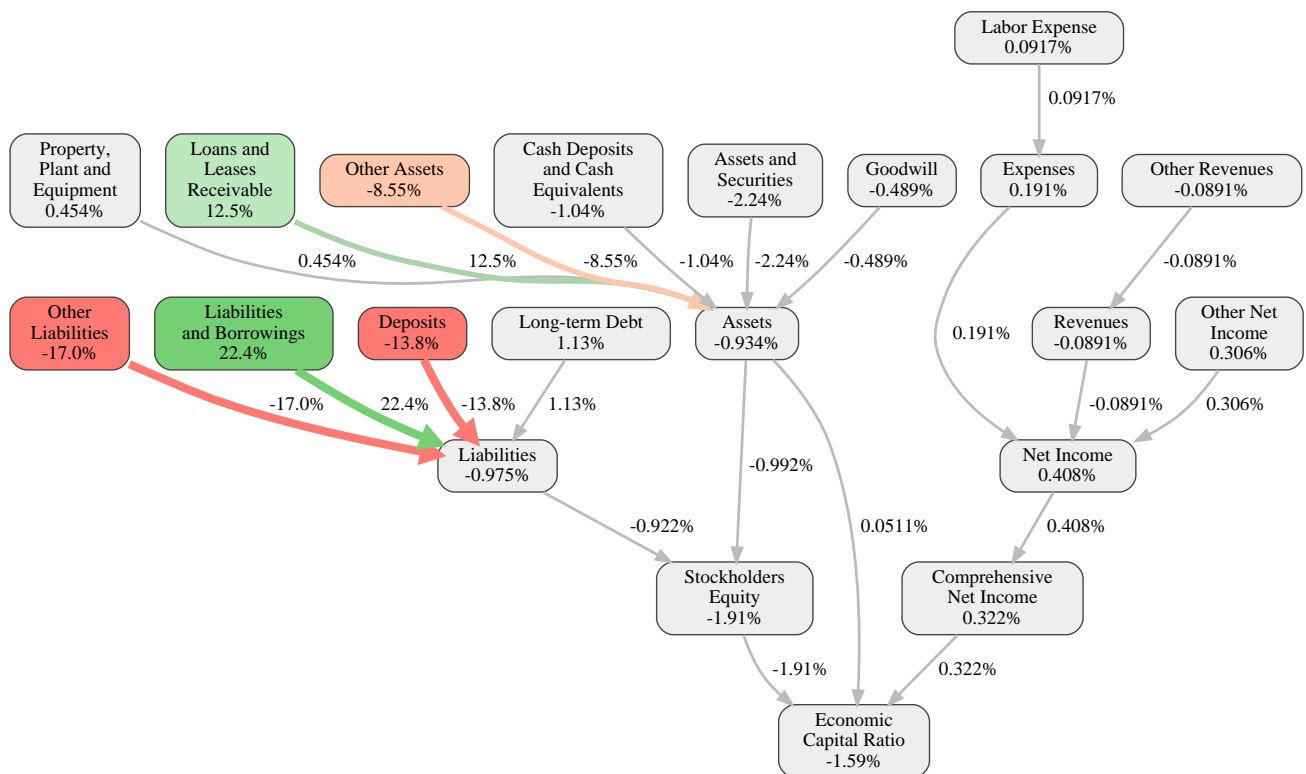 Labor Expense
0.0917%
0.0917%
Property,
Plant and
Equipment
0.454%
Loans and
Leases
Receivable
12.5%
Other Assets
-8.55%
Cash Deposits
and Cash
Equivalents
-1.04%
Assets and
Securities
-2.24%
Goodwill
-0.489%
Expenses
0.191%
Other Revenues
-0.0891%
0.454%
12.5%
-8.55%
-1.04%
-2.24%
-0.489%
-0.0891%
Other
Liabilities
-17.0%
Liabilities
and Borrowings
22.4%
Deposits
-13.8%
Long-term Debt
1.13%
Assets
-0.934%
0.191%
Revenues
-0.0891%
Other Net
Income
0.306%
-17.0%
22.4%
-13.8%
1.13%
-0.0891%
0.306%
Liabilities
-0.975%
-0.992%
Net Income
0.408%
-0.922%
0.0511%
0.408%
Stockholders
Equity
-1.91%
Comprehensive
Net Income
0.322%
-1.91%
0.322%
Economic
Capital Ratio
-1.59%